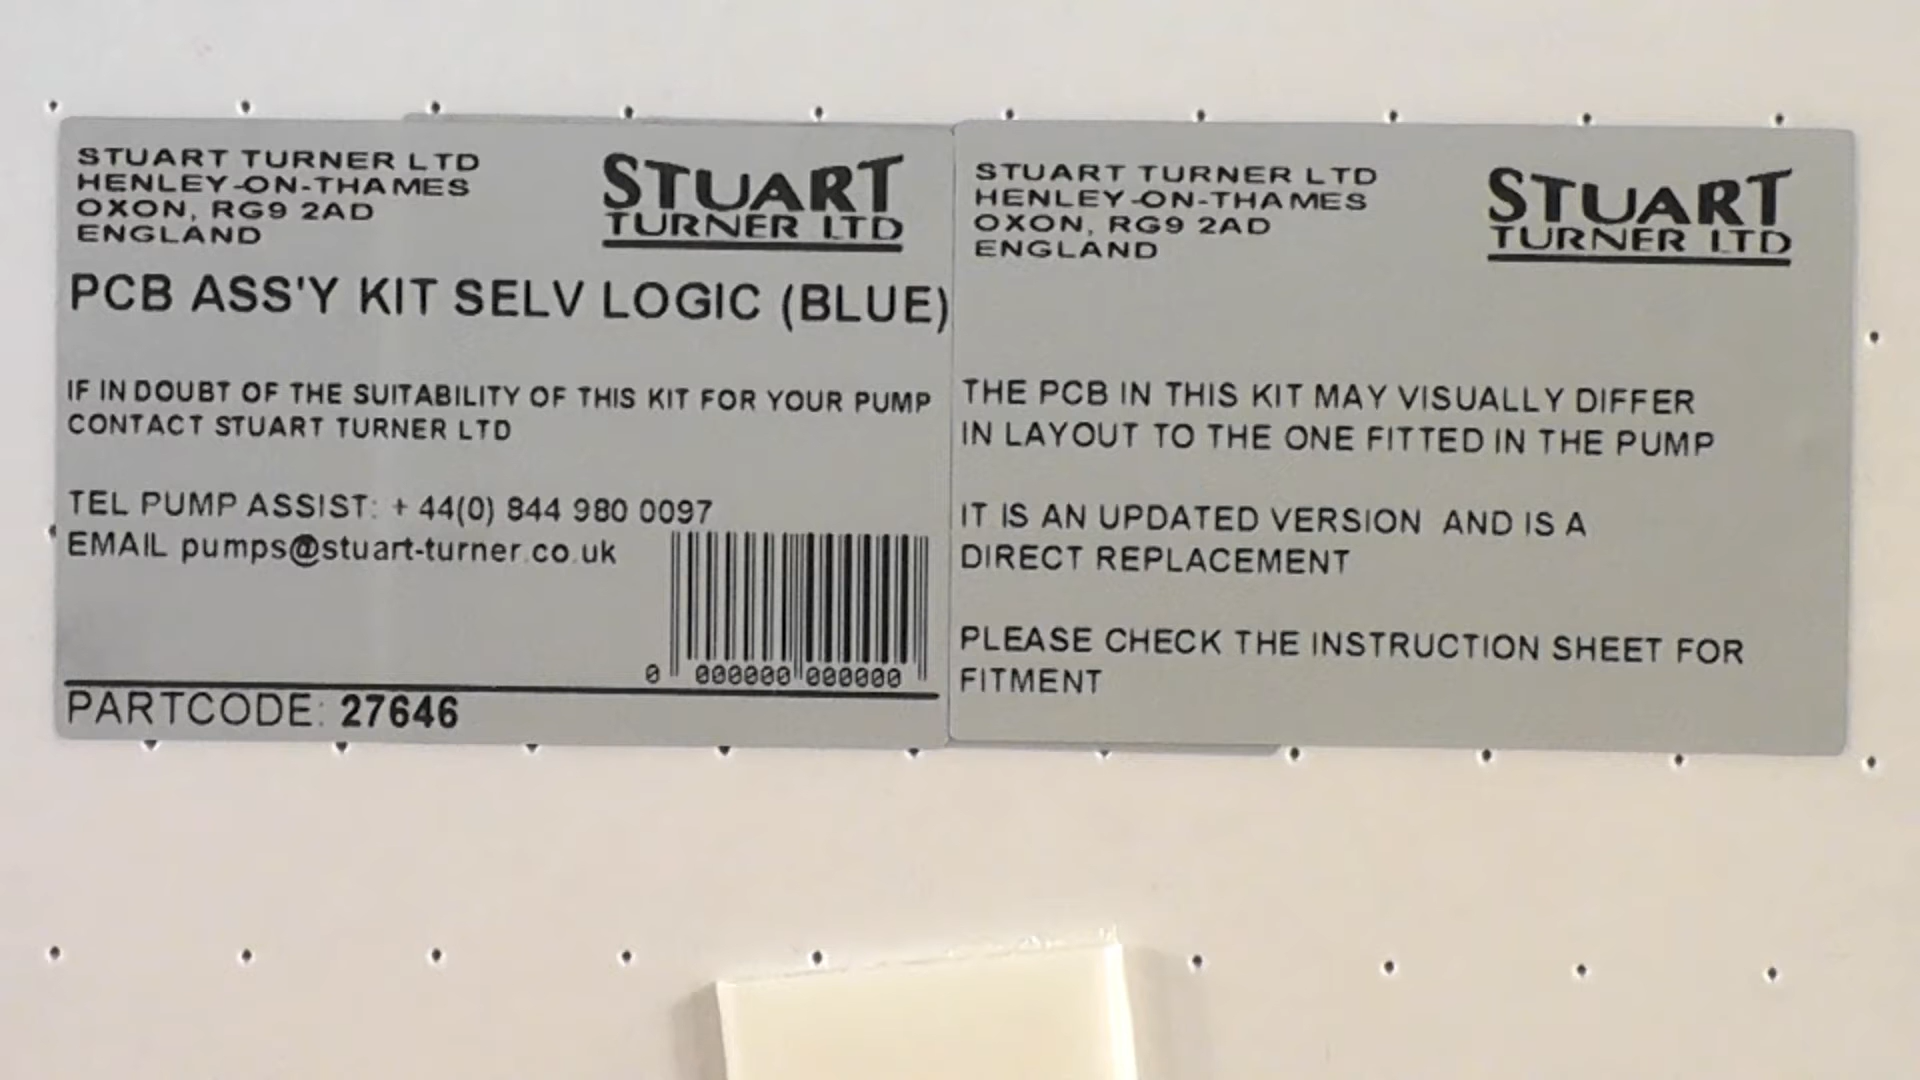 STUART TURNER LTD
HENLEY-ON-THAMES
OXON, RG9 2AD
ENGLAND
STUART
TURNER LTD
PCB ASS'Y KIT SELV LOGIC (BLUE)
IF IN DOUBT OF THE SUITABILITY OF THIS KIT FOR YOUR PUMP
CONTACT STUART TURNER LTD
TEL PUMP ASSIST: + 44(0) 844 980 0097
EMAIL pumps@stuart-turner.co.uk
0 000000 000000
PARTCODE: 27646
STUART TURNER LTD
HENLEY-ON-THAMES
OXON, RG9 2AD
ENGLAND
STUART
TURNER LTD
THE PCB IN THIS KIT MAY VISUALLY DIFFER
IN LAYOUT TO THE ONE FITTED IN THE PUMP
IT IS AN UPDATED VERSION AND IS A
DIRECT REPLACEMENT
PLEASE CHECK THE INSTRUCTION SHEET FOR
FITMENT